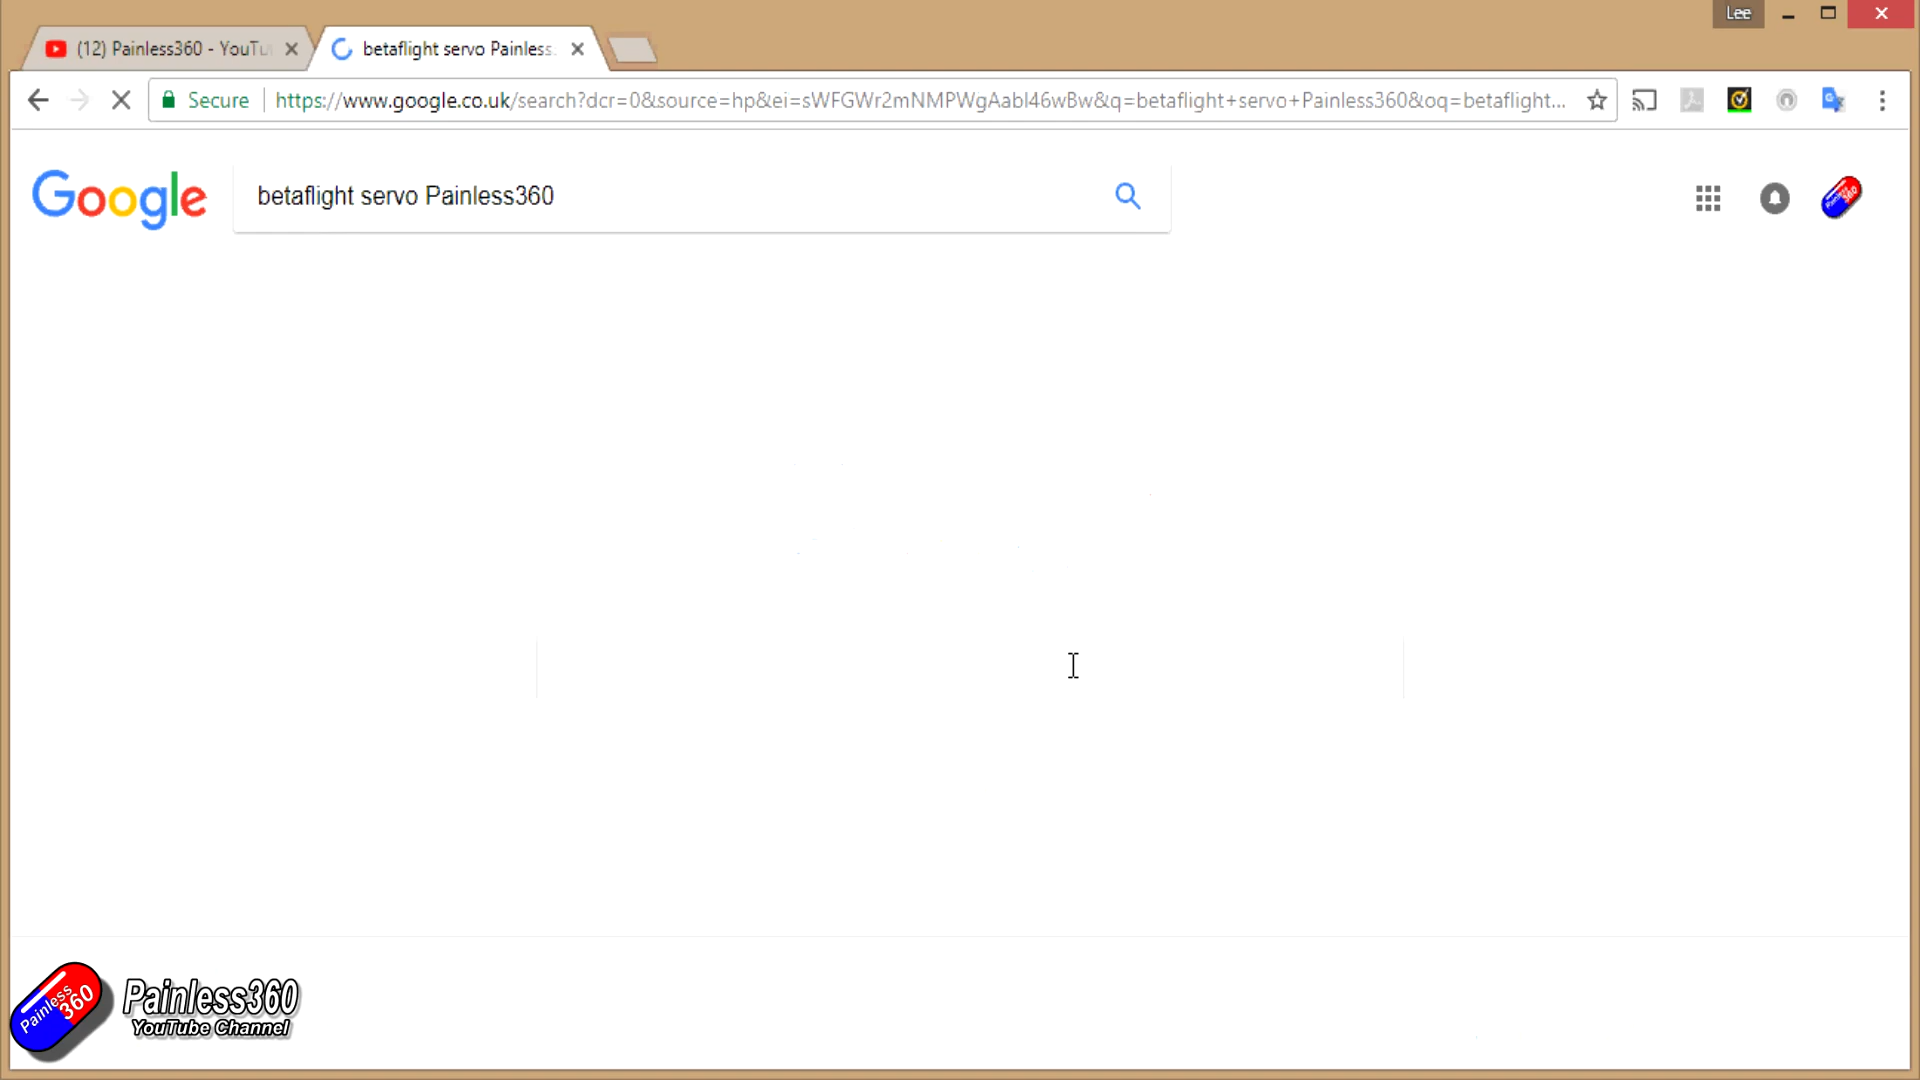 Lee
(12) Painless360 - YouTu
betaflight servo Painless
Secure
https://www.google.co.uk/search?dcr=0&source=hp&ei=sWFGWr2mNMPWgAabl46wBw&q=betaflight+servo+Painless360&oq=betaflight...
Google
betaflight servo Painless360
Painless
360
Painless360
YouTube Channel